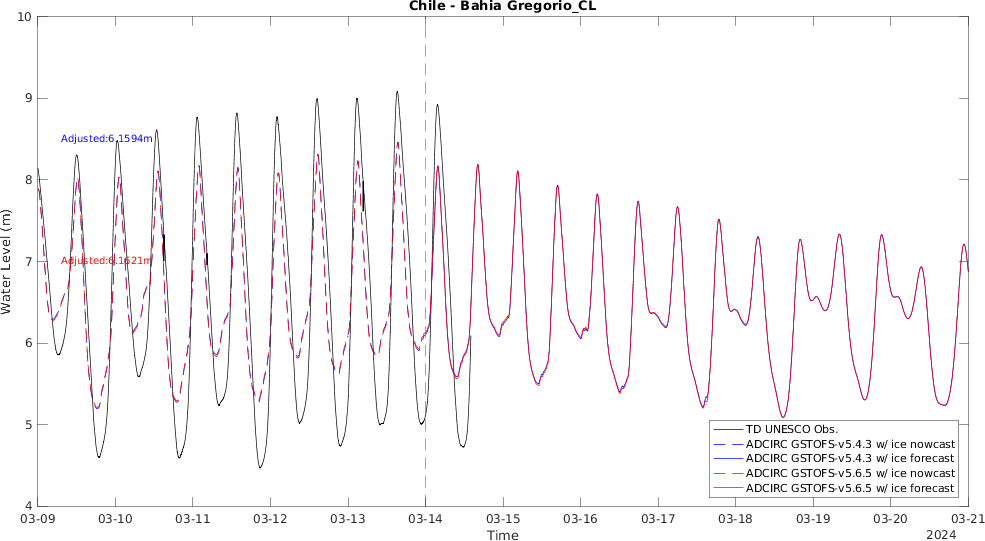 Chile - Bahia Gregorio_CL
10
9
8
7
6
5
4
Water Level (m)
Adjusted:6.1594m
Adjusted:6.1621m
TD UNESCO Obs.
ADCIRC GSTOFS-v5.4.3 w/ ice nowcast
ADCIRC GSTOFS-v5.4.3 w/ ice forecast
ADCIRC GSTOFS-v5.6.5 w/ ice nowcast
ADCIRC GSTOFS-v5.6.5 w/ ice forecast
03-09 03-10 03-11 03-12 03-13 03-14 03-15 03-16 03-17 03-18 03-19 03-20 03-21
Time
2024